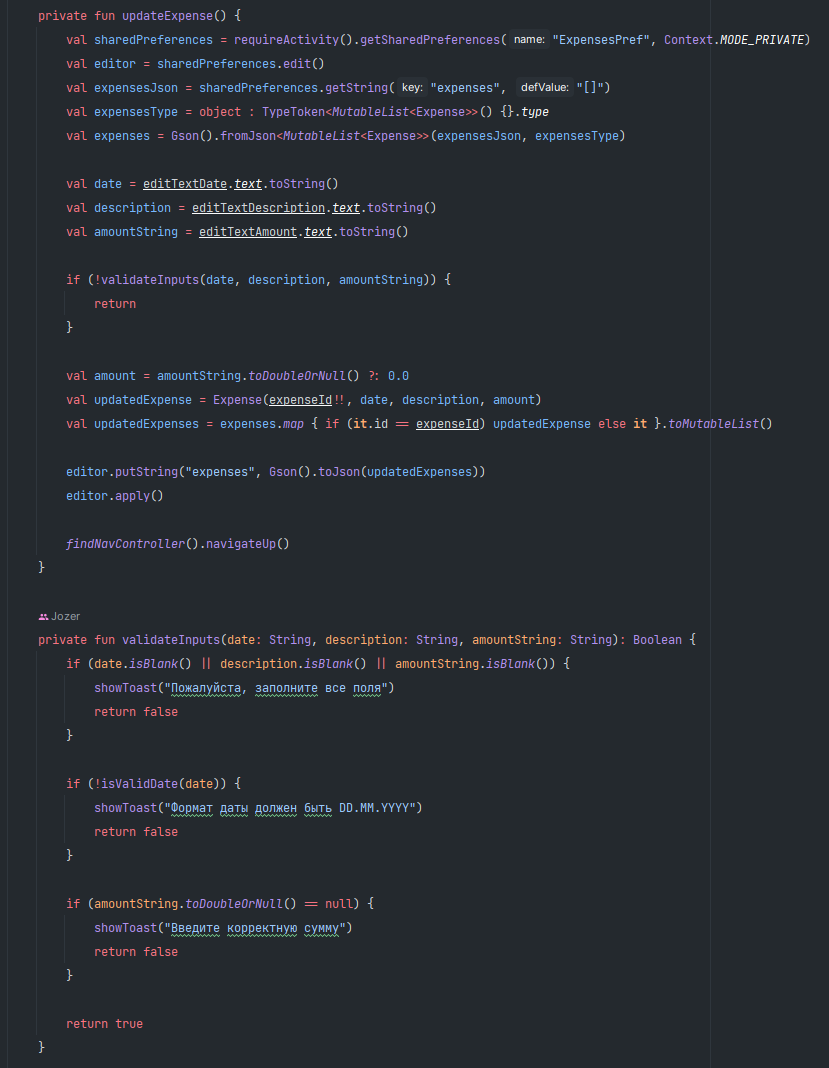 private fun updateExpense() {
val sharedPreferences = requireActivity().getSharedPreferences( name: "ExpensesPref", Context.MODE_PRIVATE)
val editor = sharedPreferences.edit()
val expensesJson = sharedPreferences.getString( key: "expenses", defValue: "[]")
val expensesType = object : TypeToken<MutableList<Expense>>() {}.type
val expenses = Gson().fromJson<MutableList<Expense>>(expensesJson, expensesType)
val date = editTextDate.text.toString()
val description = editTextDescription.text.toString()
val amountString = editTextAmount.text.toString()
if (!validateInputs(date, description, amountString)) {
return
}
val amount = amountString.toDoubleOrNull() ?: 0.0
val updatedExpense = Expense(expenseId!!, date, description, amount)
val updatedExpenses = expenses.map { if (it.id == expenseId) updatedExpense else it }.toMutableList()
editor.putString("expenses", Gson().toJson(updatedExpenses))
editor.apply()
findNavController().navigateUp()
}
Jozer
private fun validateInputs(date: String, description: String, amountString: String): Boolean {
if (date.isBlank() || description.isBlank() || amountString.isBlank()) {
showToast("Пожалуйста, заполните все поля")
return false
}
if (!isValidDate(date)) {
showToast("Формат даты должен быть DD.MM.YYYY")
return false
}
if (amountString.toDoubleOrNull() == null) {
showToast("Введите корректную сумму")
return false
}
return true
}